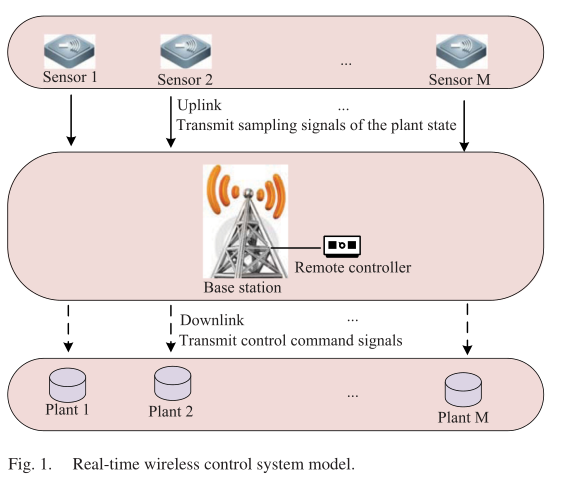 Sensor 1
Sensor 2
...
Sensor M
Uplink
...
Transmit sampling signals of the plant state
Remote controller
Base station
Downlink
...
Transmit control command signals
Plant 1
Plant 2
...
Plant M
Fig. 1. Real-time wireless control system model.